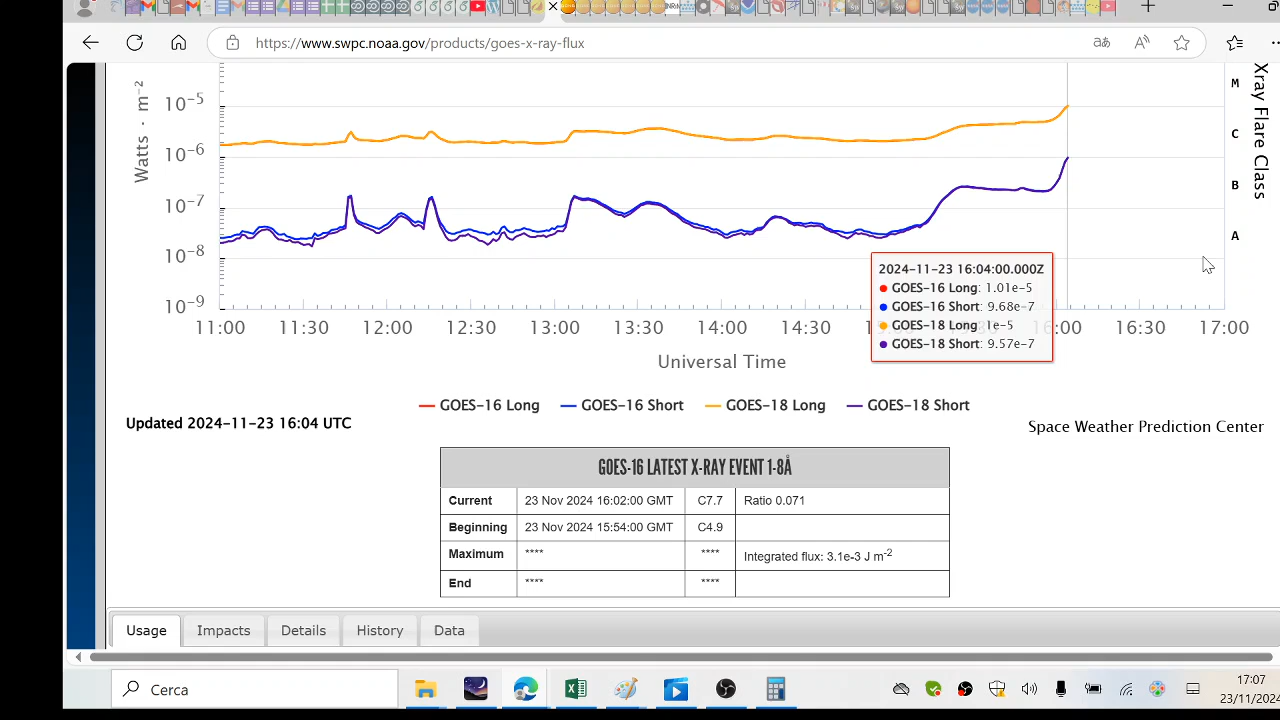 https://www.swpc.noaa.gov/products/goes-x-ray-flux
Watts · m⁻²
10⁻⁵
10⁻⁶
10⁻⁷
10⁻⁸
10⁻⁹
M
C
B
A
Xray Flare Class
2024-11-23 16:04:00.000Z
GOES-16 Long: 1.01e-5
GOES-16 Short: 9.68e-7
GOES-18 Long: 1e-5
GOES-18 Short: 9.57e-7
11:00 11:30 12:00 12:30 13:00 13:30 14:00 14:30 16:00 16:30 17:00
Universal Time
GOES-16 Long GOES-16 Short GOES-18 Long GOES-18 Short
Updated 2024-11-23 16:04 UTC
Space Weather Prediction Center
GOES-16 LATEST X-RAY EVENT 1-8Å
Current 23 Nov 2024 16:02:00 GMT C7.7 Ratio 0.071
Beginning 23 Nov 2024 15:54:00 GMT C4.9
Maximum **** **** Integrated flux: 3.1e-3 J m⁻²
End **** ****
Usage Impacts Details History Data
Cerca
17:07
23/11/2024